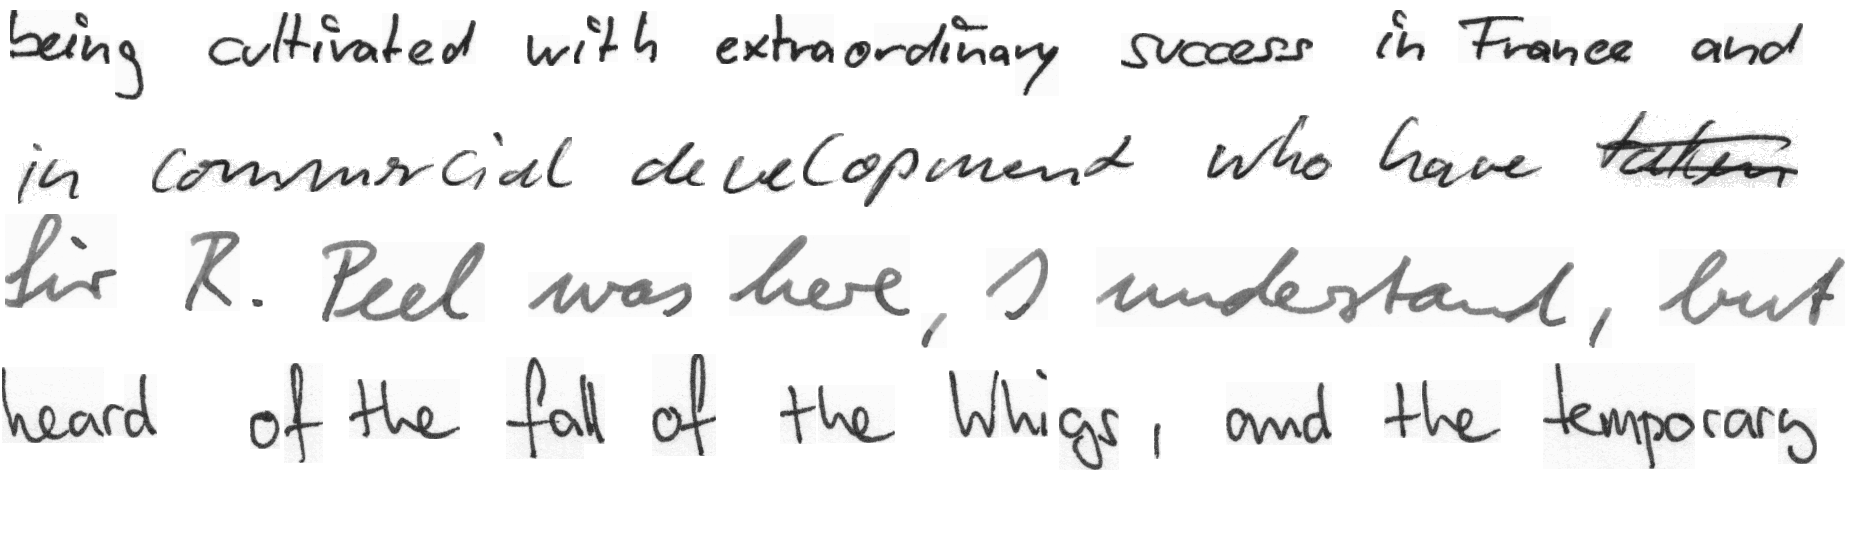 being cultivated with extraordinary success in France and
in commercial development who have taken
Sir R. Peel was here, I understand, but
heard of the fall of the Whigs, and the temporary